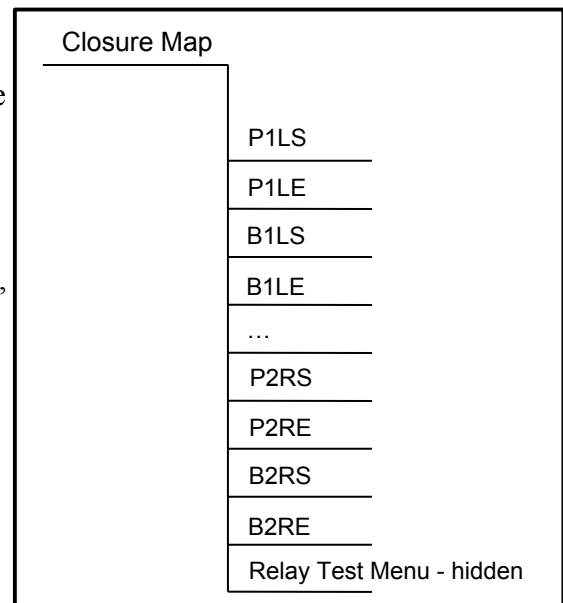 Closure Map
e
P1LS
P1LE
B1LS
,
B1LE
…
P2RS
P2RE
B2RS
B2RE
Relay Test Menu - hidden